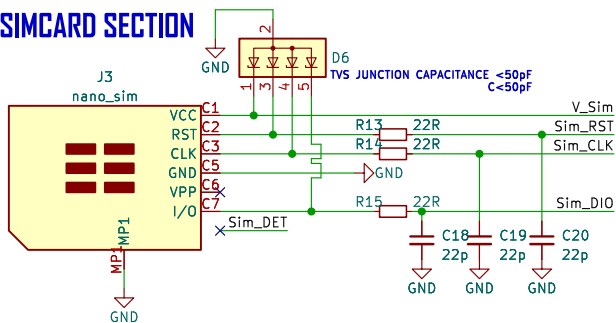 SIMCARD SECTION
2
GND
D6
TVS JUNCTION CAPACITANCE <50pF
C<50pF
1 3 4 5
J3
nano_sim
VCC C1 V_Sim
RST C2 R13 22R Sim_RST
CLK C3 R14 22R Sim_CLK
GND C5 GND
VPP C6
I/O C7 R15 22R Sim_DIO
Sim_DET
MP1
MP1
C18 C19 C20
22p 22p 22p
GND GND GND
GND